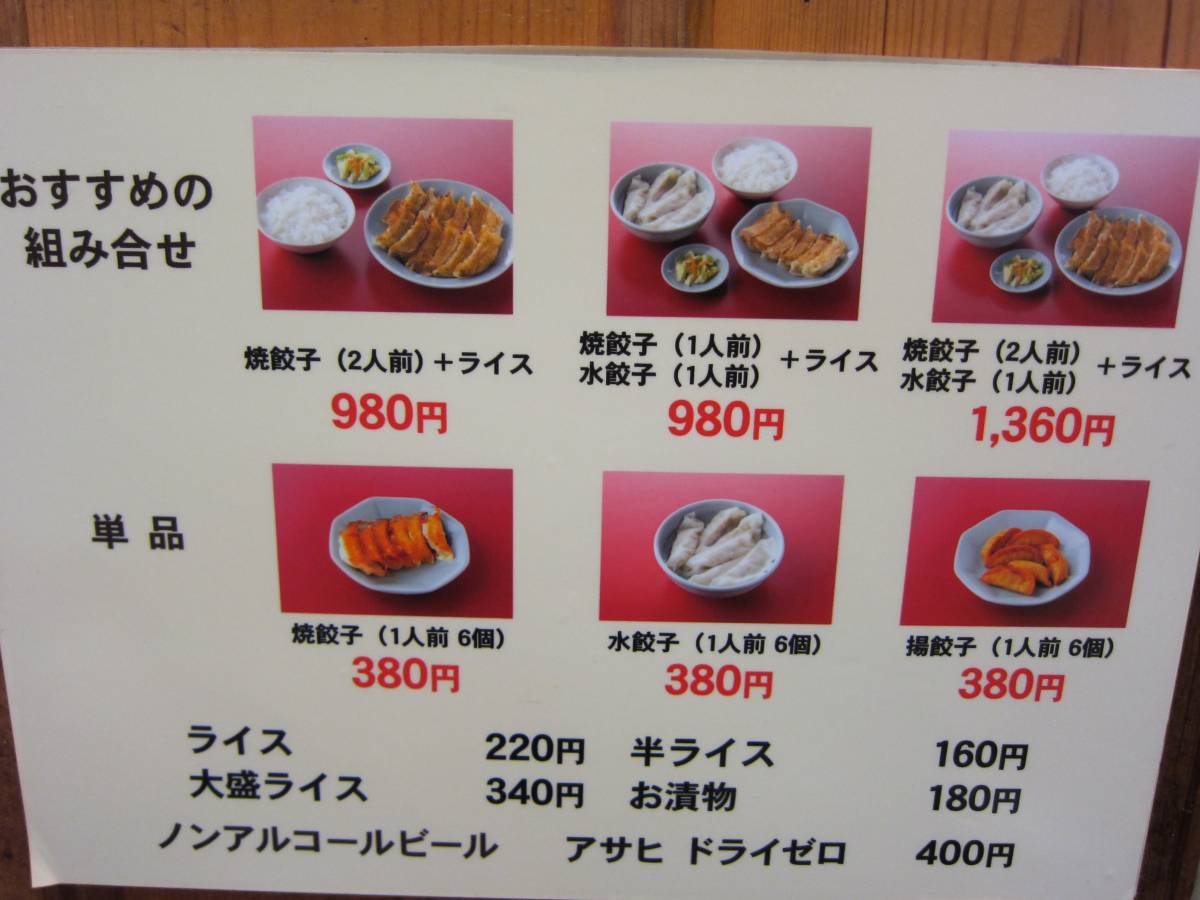 おすすめの
組み合せ
焼餃子（2人前）＋ライス
980円
焼餃子（1人前）
水餃子（1人前）
＋ライス
980円
焼餃子（2人前）
水餃子（1人前）
＋ライス
1,360円
単品
焼餃子（1人前 6個）
380円
水餃子（1人前 6個）
380円
揚餃子（1人前 6個）
380円
ライス 220円 半ライス 160円
大盛ライス 340円 お漬物 180円
ノンアルコールビール アサヒ ドライゼロ 400円